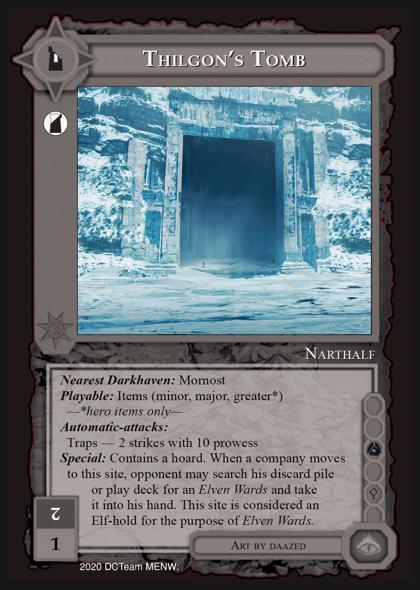 Thilgon's Tomb
Narthalf
Nearest Darkhaven: Mornost
Playable: Items (minor, major, greater*)
—*hero items only—
Automatic-attacks:
Traps — 2 strikes with 10 prowess
Special: Contains a hoard. When a company moves
to this site, opponent may search his discard pile
or play deck for an Elven Wards and take
it into his hand. This site is considered an
Elf-hold for the purpose of Elven Wards.
2
1
Art by daazed
2020 DCTeam MENW: